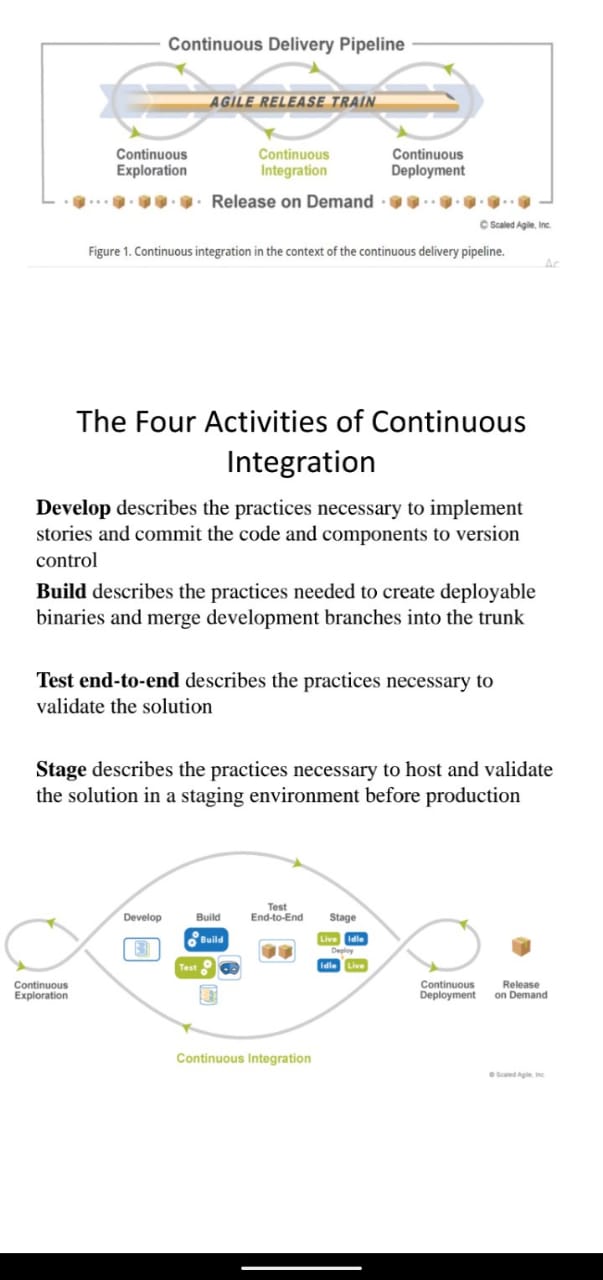 Continuous Delivery Pipeline
AGILE RELEASE TRAIN
Continuous
Exploration
Continuous
Integration
Continuous
Deployment
Release on Demand
© Scaled Agile, Inc.
Figure 1. Continuous integration in the context of the continuous delivery pipeline.
Ac
The Four Activities of Continuous
Integration
Develop describes the practices necessary to implement
stories and commit the code and components to version
control
Build describes the practices needed to create deployable
binaries and merge development branches into the trunk
Test end-to-end describes the practices necessary to
validate the solution
Stage describes the practices necessary to host and validate
the solution in a staging environment before production
Develop
Build
Test
End-to-End
Stage
Build
Test
Live Idle
Deploy
Idle Live
Continuous
Exploration
Continuous
Deployment
Release
on Demand
Continuous Integration
© Scaled Agile, Inc